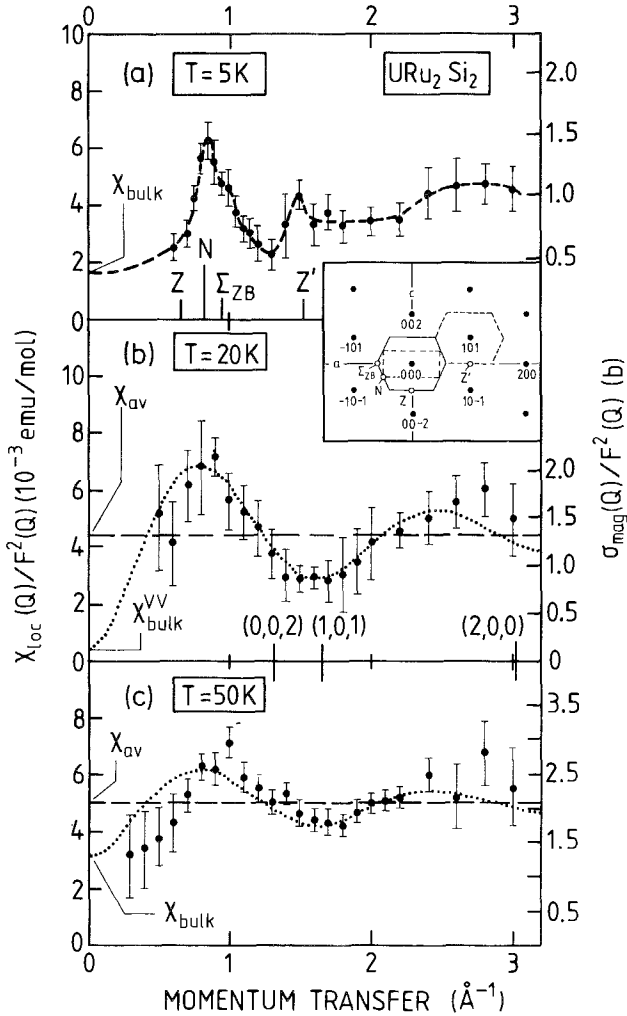 0 1 2 3
(a) T = 5K URu₂ Si₂
10
8
6
4
2
0
2.0
1.5
1.0
0.5
χbulk
Z N Σ_ZB Z'
c
002
-101 101
a Σ_ZB 000 Z' 200
N Z
-10-1 10-1
00-2
(b) T = 20K
10
8
6
4
2
0
2.0
1.5
1.0
0.5
0
χav
χ^VV_bulk
(0,0,2) (1,0,1) (2,0,0)
(c) T = 50K
8
6
4
2
0
3.5
2.5
1.5
0.5
χav
χbulk
0 1 2 3
MOMENTUM TRANSFER (Å⁻¹)
χloc(Q)/F²(Q) (10⁻³ emu/mol)
σmag(Q)/F²(Q) (b)